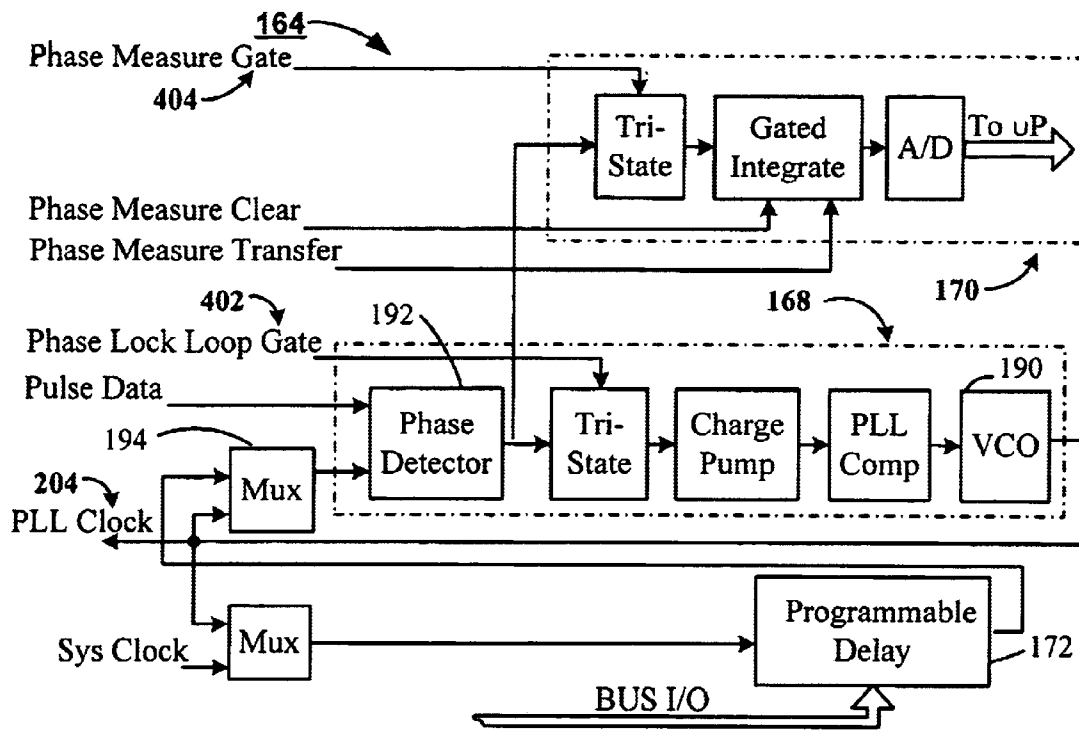 164
Phase Measure Gate
404
Tri-
State
Gated
Integrate
A/D
To υP
Phase Measure Clear
Phase Measure Transfer
170
402
192
168
Phase Lock Loop Gate
190
Pulse Data
Phase
Detector
Tri-
State
Charge
Pump
PLL
Comp
VCO
194
Mux
204
PLL Clock
Programmable
Delay
Mux
Sys Clock
172
BUS I/O